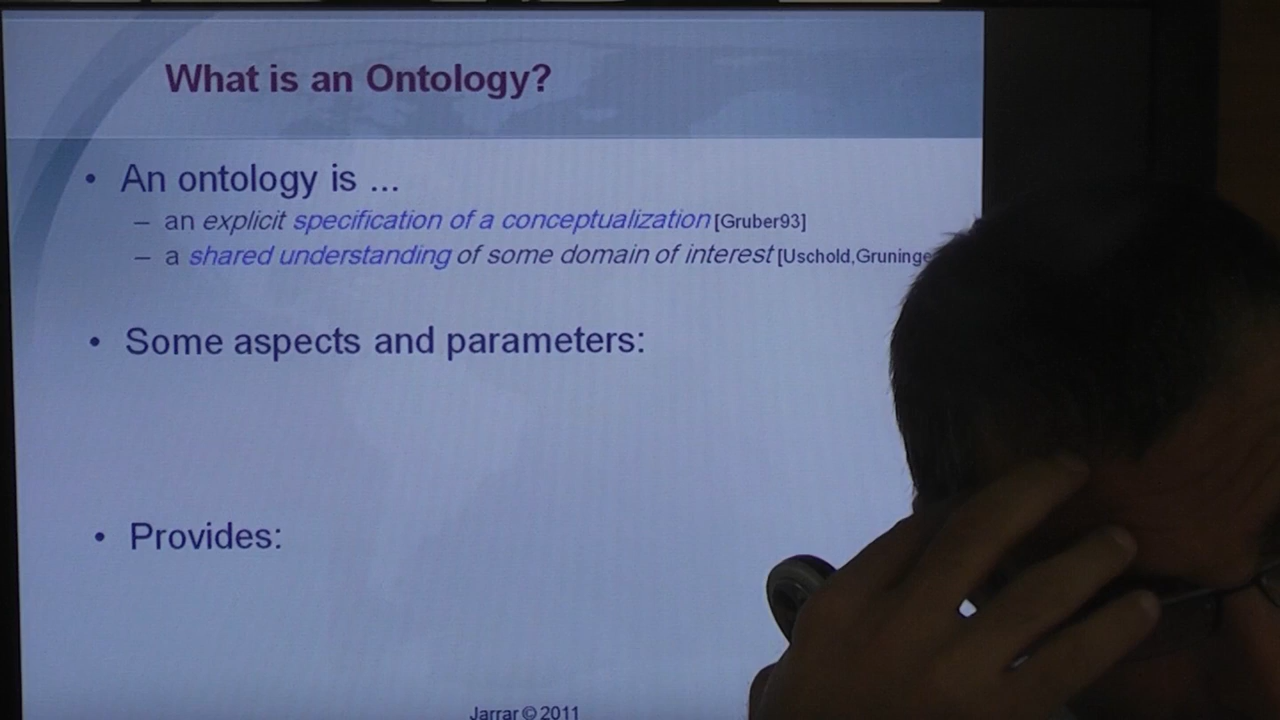 What is an Ontology?
• An ontology is ...
– an explicit specification of a conceptualization [Gruber93]
– a shared understanding of some domain of interest [Uschold,Gruninge
• Some aspects and parameters:
• Provides:
Jarrar © 2011